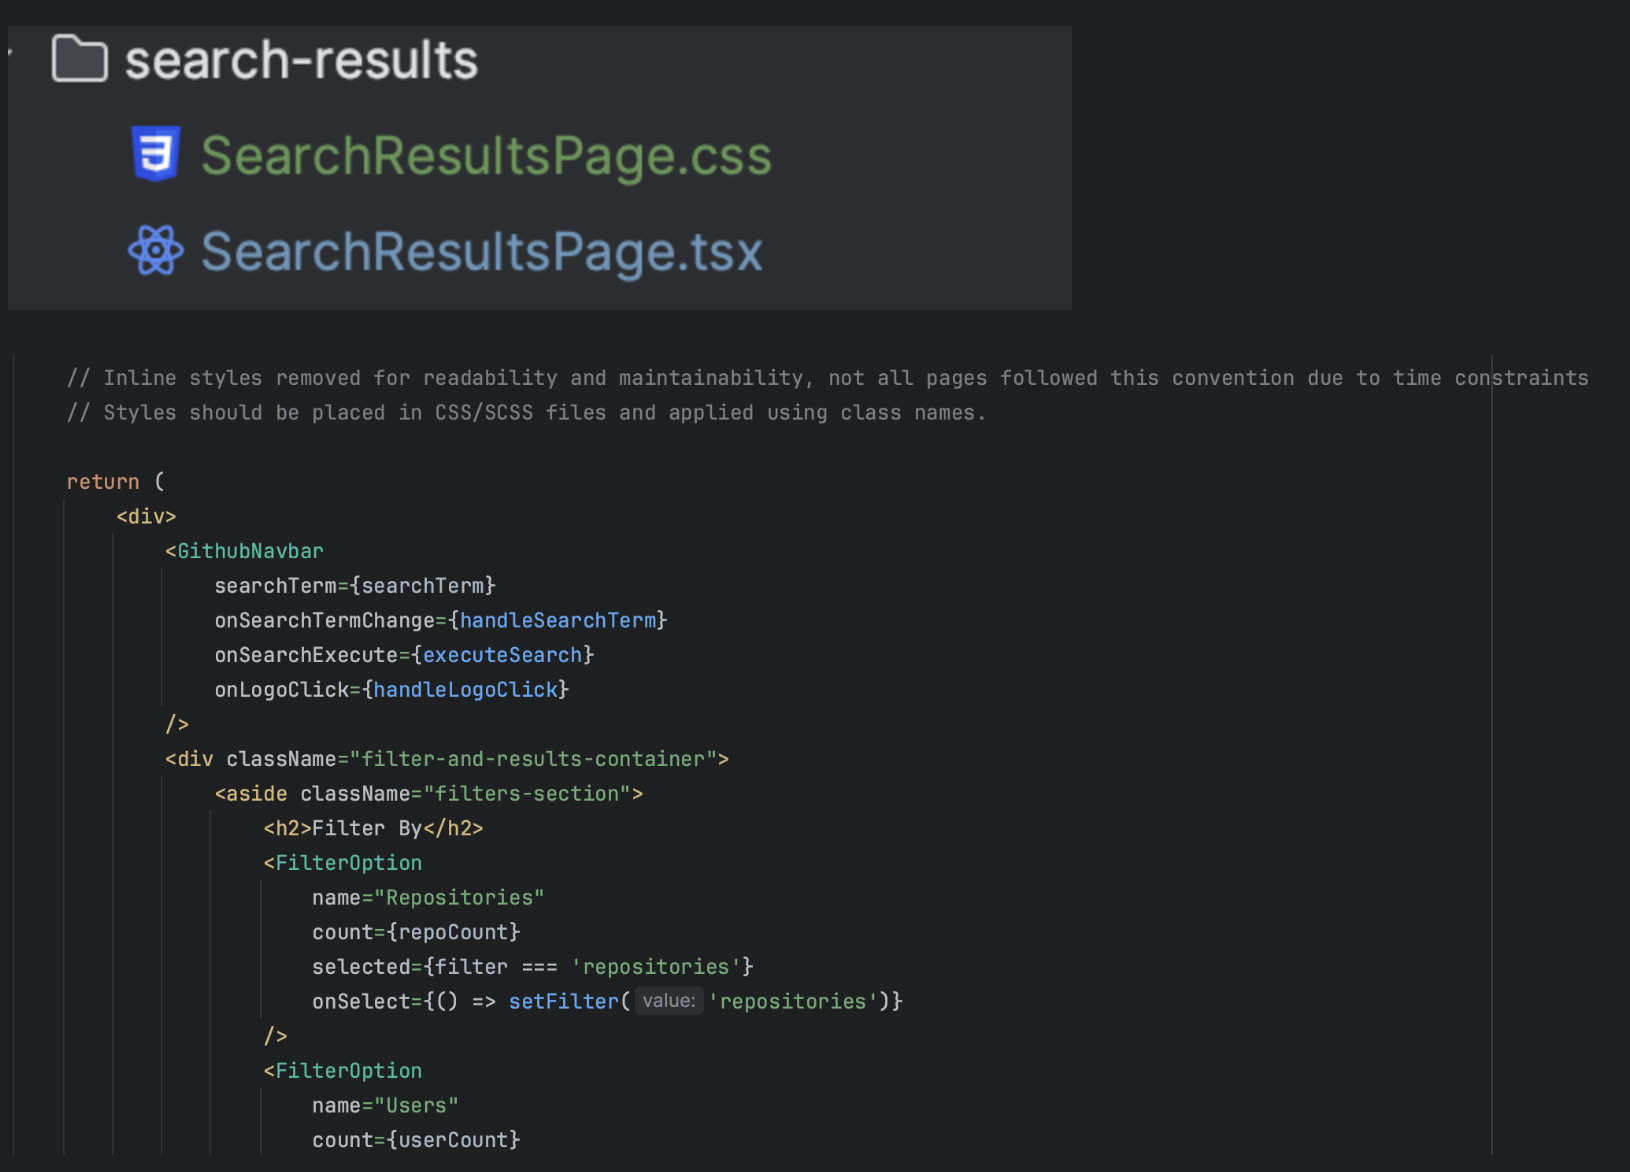 search-results
SearchResultsPage.css
SearchResultsPage.tsx
// Inline styles removed for readability and maintainability, not all pages followed this convention due to time constraints
// Styles should be placed in CSS/SCSS files and applied using class names.
return (
<div>
<GithubNavbar
searchTerm={searchTerm}
onSearchTermChange={handleSearchTerm}
onSearchExecute={executeSearch}
onLogoClick={handleLogoClick}
/>
<div className="filter-and-results-container">
<aside className="filters-section">
<h2>Filter By</h2>
<FilterOption
name="Repositories"
count={repoCount}
selected={filter === 'repositories'}
onSelect={() => setFilter( value: 'repositories')}
/>
<FilterOption
name="Users"
count={userCount}